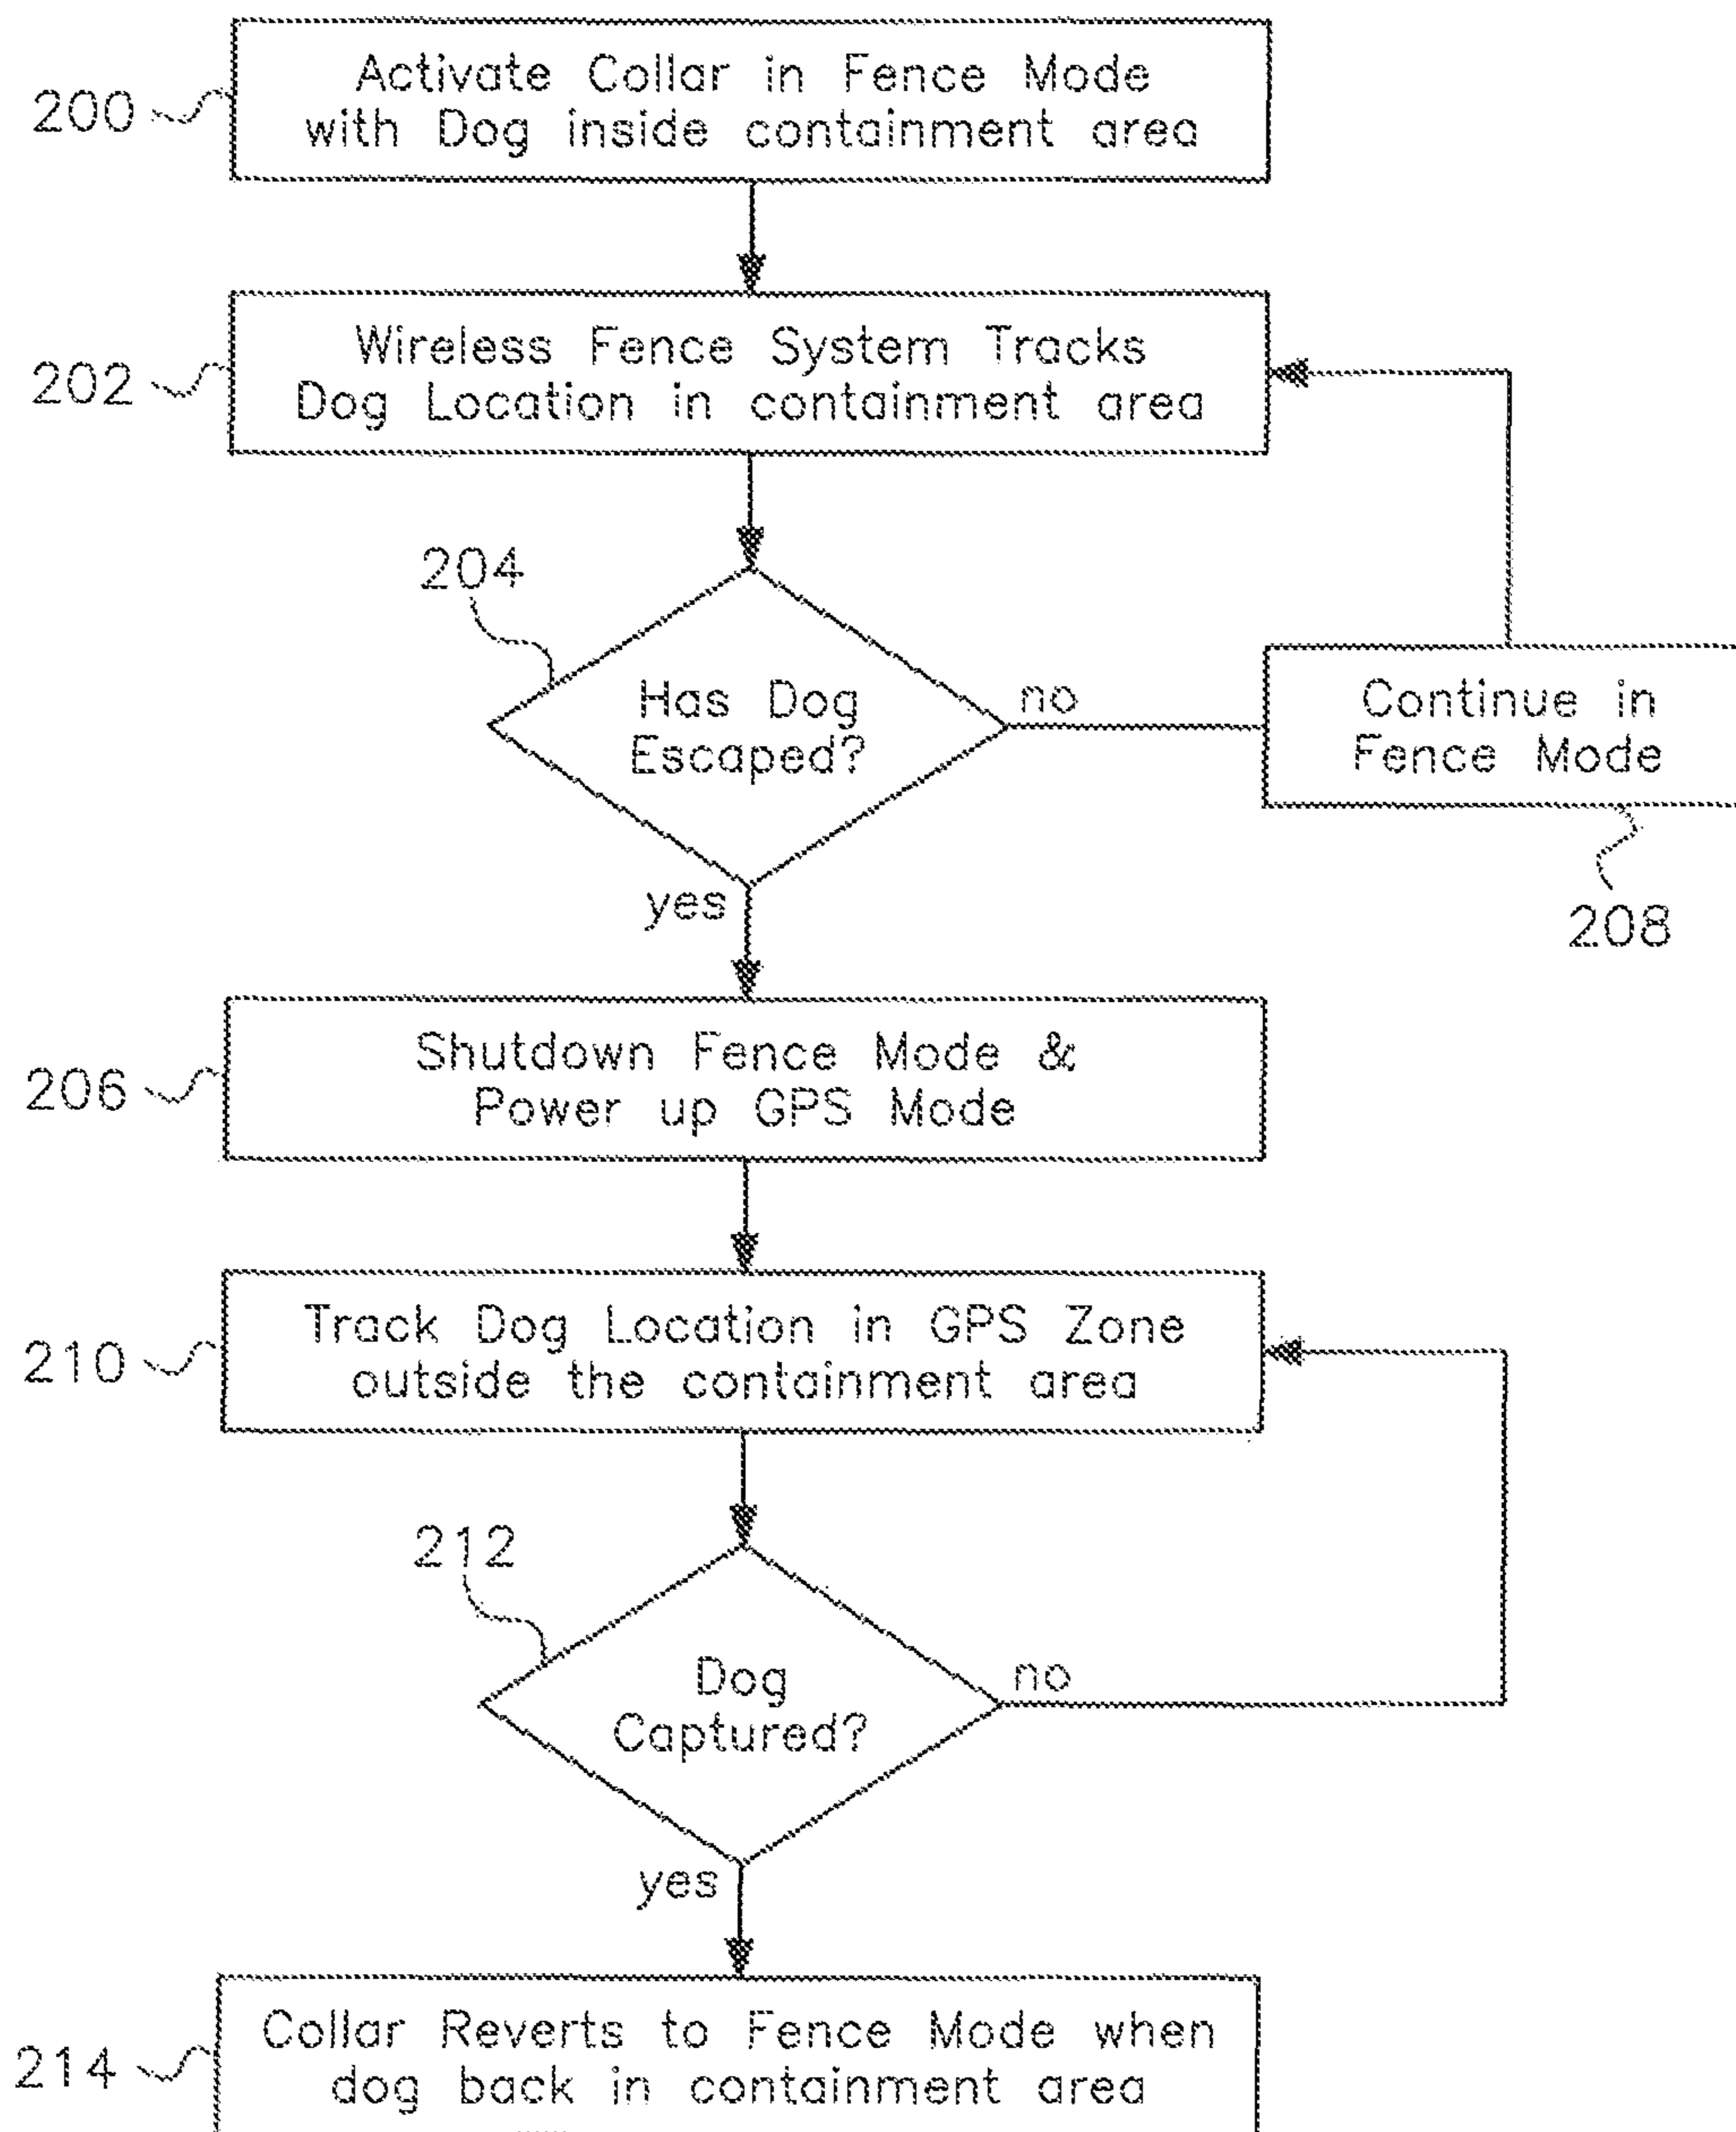 Activate Collar in Fence Mode
with Dog inside containment area
200
Wireless Fence System Tracks
Dog Location in containment area
202
204
Has Dog
Escaped?
no
Continue in
Fence Mode
208
yes
Shutdown Fence Mode &
Power up GPS Mode
206
Track Dog Location in GPS Zone
outside the containment area
210
212
Dog
Captured?
no
yes
Collar Reverts to Fence Mode when
dog back in containment area
214